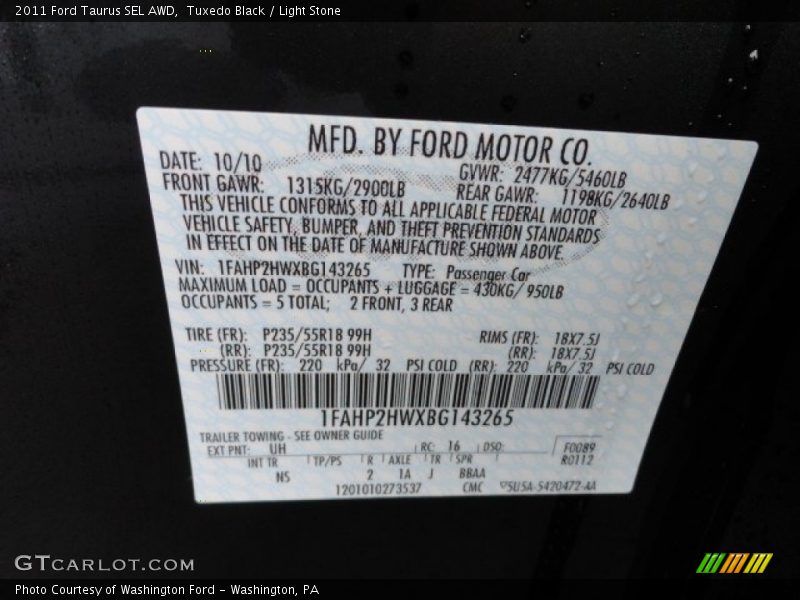 2011 Ford Taurus SEL AWD,  Tuxedo Black / Light Stone
MFD. BY FORD MOTOR CO.
DATE: 10/10 GVWR: 2477KG/5460LB
FRONT GAWR: 1315KG/2900LB REAR GAWR: 1198KG/2640LB
THIS VEHICLE CONFORMS TO ALL APPLICABLE FEDERAL MOTOR
VEHICLE SAFETY, BUMPER, AND THEFT PREVENTION STANDARDS
IN EFFECT ON THE DATE OF MANUFACTURE SHOWN ABOVE.
VIN: 1FAHP2HWXBG143265 TYPE: Passenger Car
MAXIMUM LOAD = OCCUPANTS + LUGGAGE = 430KG/ 950LB
OCCUPANTS = 5 TOTAL; 2 FRONT, 3 REAR
TIRE (FR): P235/55R18 99H RIMS (FR): 18X7.5J
(RR): P235/55R18 99H (RR): 18X7.5J
PRESSURE (FR): 220 kPa/ 32 PSI COLD (RR): 220 kPa/ 32 PSI COLD
1FAHP2HWXBG143265
TRAILER TOWING - SEE OWNER GUIDE
EXT PNT: UH RC: 16 DSO: F0089
INT TR TP/PS R AXLE TR SPR R0112
NS 2 1A J BBAA
1201010273537 CMC 5U5A-5420472-AA
GTCARLOT.COM
Photo Courtesy of Washington Ford - Washington, PA